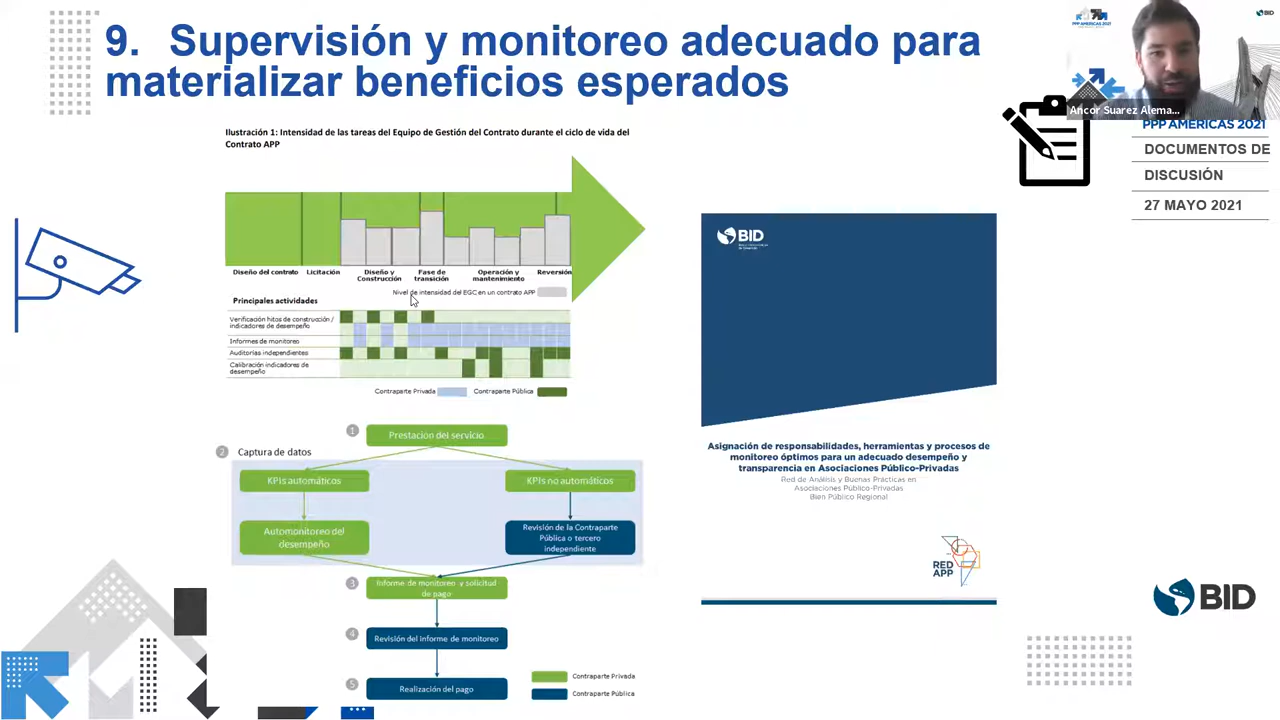 9. Supervisión y monitoreo adecuado para
materializar beneficios esperados
PPP AMERICAS 2021
BID
Ancor Suarez Alema...
PPP AMERICAS 2021
DOCUMENTOS DE
DISCUSIÓN
27 MAYO 2021
Ilustración 1: Intensidad de las tareas del Equipo de Gestión del Contrato durante el ciclo de vida del
Contrato APP
Diseño del contrato
Licitación
Diseño y
Construcción
Fase de
transición
Operación y
mantenimiento
Reversión
Nivel de intensidad del EGC en un contrato APP
Principales actividades
Verificación hitos de construcción /
indicadores de desempeño
Informes de monitoreo
Auditorías independientes
Calibración indicadores de
desempeño
Contraparte Privada
Contraparte Pública
1
Prestación del servicio
2
Captura de datos
KPIs automáticos
KPIs no automáticos
Automonitoreo del
desempeño
Revisión de la Contraparte
Pública o tercero
independiente
3
Informe de monitoreo y solicitud
de pago
4
Revisión del informe de monitoreo
5
Realización del pago
Contraparte Privada
Contraparte Pública
BID
Asignación de responsabilidades, herramientas y procesos de
monitoreo óptimos para un adecuado desempeño y
transparencia en Asociaciones Público-Privadas
Red de Análisis y Buenas Prácticas en
Asociaciones Público-Privadas
Bien Público Regional
RED
APP
BID